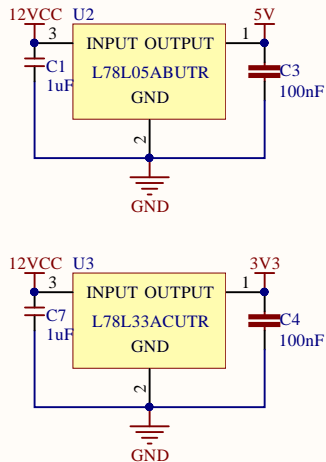 12VCC U2 5V
3 INPUT OUTPUT 1
C1 L78L05ABUTR C3
1uF GND 100nF
2
GND
12VCC U3 3V3
3 INPUT OUTPUT 1
C7 L78L33ACUTR C4
1uF GND 100nF
2
GND